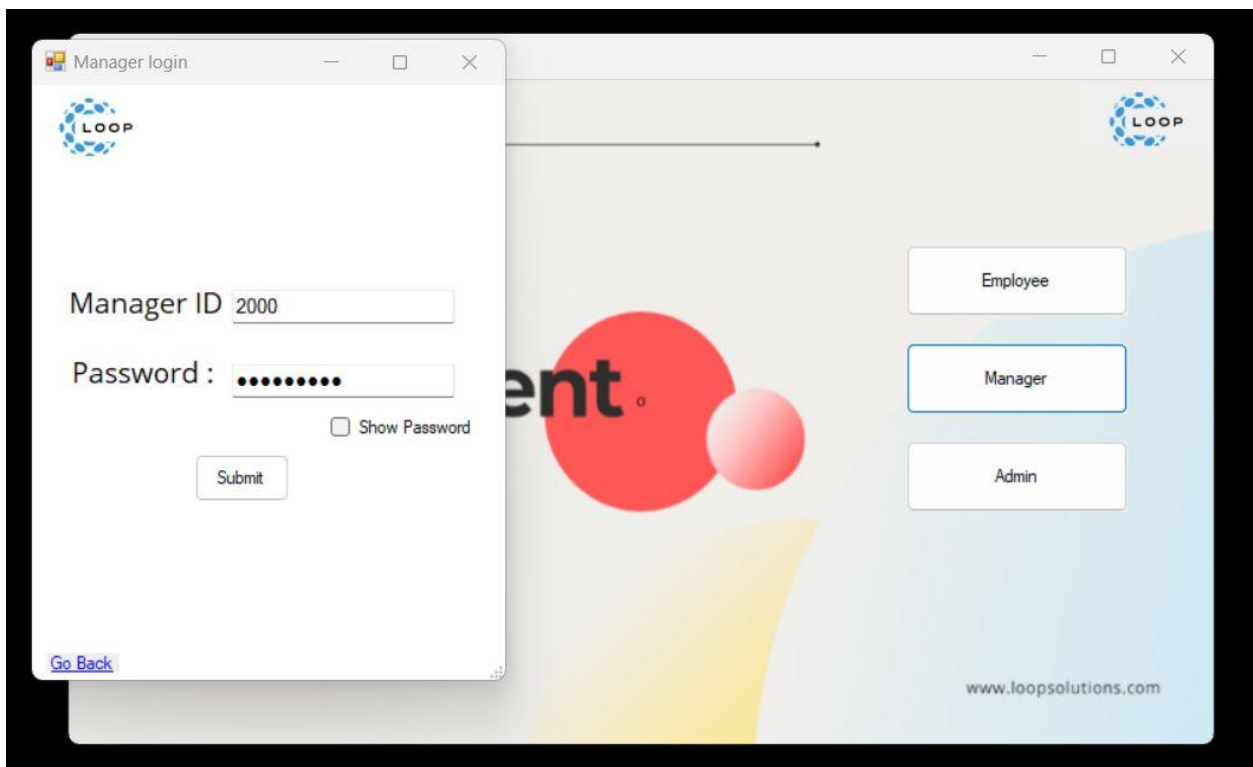 Manager login
LOOP
Manager ID 2000
Password : •••••••••
Show Password
Submit
Go Back
LOOP
ent
Employee
Manager
Admin
www.loopsolutions.com